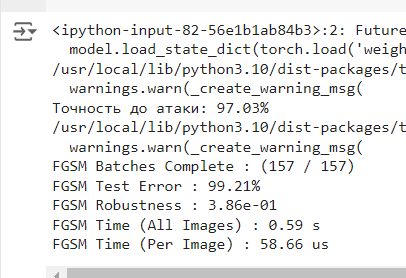 <ipython-input-82-56e1b1ab84b3>:2: Future
model.load_state_dict(torch.load('weigh
/usr/local/lib/python3.10/dist-packages/t
warnings.warn(_create_warning_msg(
Точность до атаки: 97.03%
/usr/local/lib/python3.10/dist-packages/t
warnings.warn(_create_warning_msg(
FGSM Batches Complete : (157 / 157)
FGSM Test Error : 99.21%
FGSM Robustness : 3.86e-01
FGSM Time (All Images) : 0.59 s
FGSM Time (Per Image) : 58.66 us